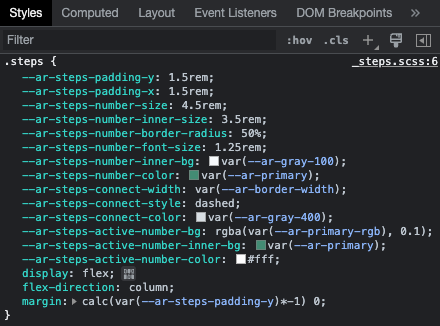 Styles Computed Layout Event Listeners DOM Breakpoints »
Filter :hov .cls +
.steps { _steps.scss:6
--ar-steps-padding-y: 1.5rem;
--ar-steps-padding-x: 1.5rem;
--ar-steps-number-size: 4.5rem;
--ar-steps-number-inner-size: 3.5rem;
--ar-steps-number-border-radius: 50%;
--ar-steps-number-font-size: 1.25rem;
--ar-steps-number-inner-bg: var(--ar-gray-100);
--ar-steps-number-color: var(--ar-primary);
--ar-steps-connect-width: var(--ar-border-width);
--ar-steps-connect-style: dashed;
--ar-steps-connect-color: var(--ar-gray-400);
--ar-steps-active-number-bg: rgba(var(--ar-primary-rgb), 0.1);
--ar-steps-active-number-inner-bg: var(--ar-primary);
--ar-steps-active-number-color: #fff;
display: flex;
flex-direction: column;
margin: calc(var(--ar-steps-padding-y)*-1) 0;
}